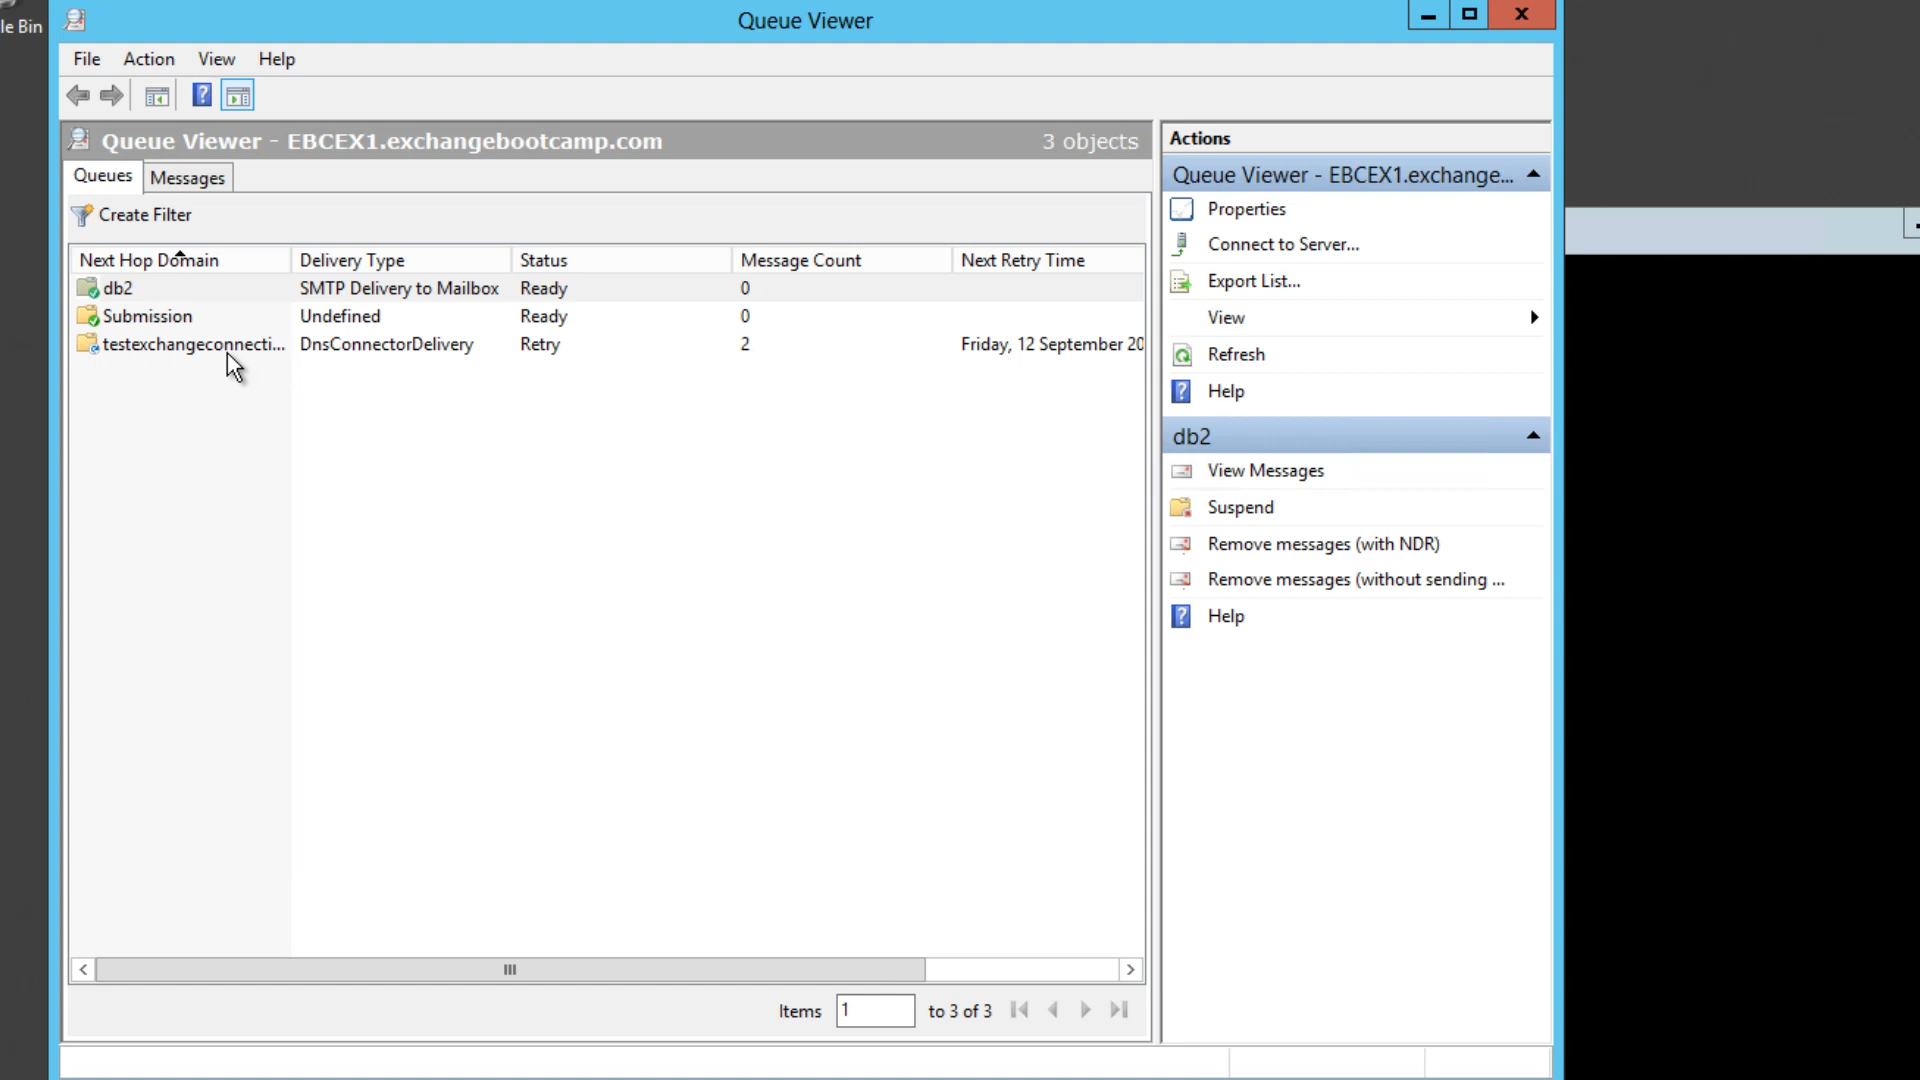 le Bin
Queue Viewer
File Action View Help
Queue Viewer - EBCEX1.exchangebootcamp.com 3 objects
Queues Messages
Create Filter
Next Hop Domain Delivery Type Status Message Count Next Retry Time
db2 SMTP Delivery to Mailbox Ready 0
Submission Undefined Ready 0
testexchangeconnecti... DnsConnectorDelivery Retry 2 Friday, 12 September 20
Items 1 to 3 of 3
Actions
Queue Viewer - EBCEX1.exchange...
Properties
Connect to Server...
Export List...
View
Refresh
Help
db2
View Messages
Suspend
Remove messages (with NDR)
Remove messages (without sending ...
Help